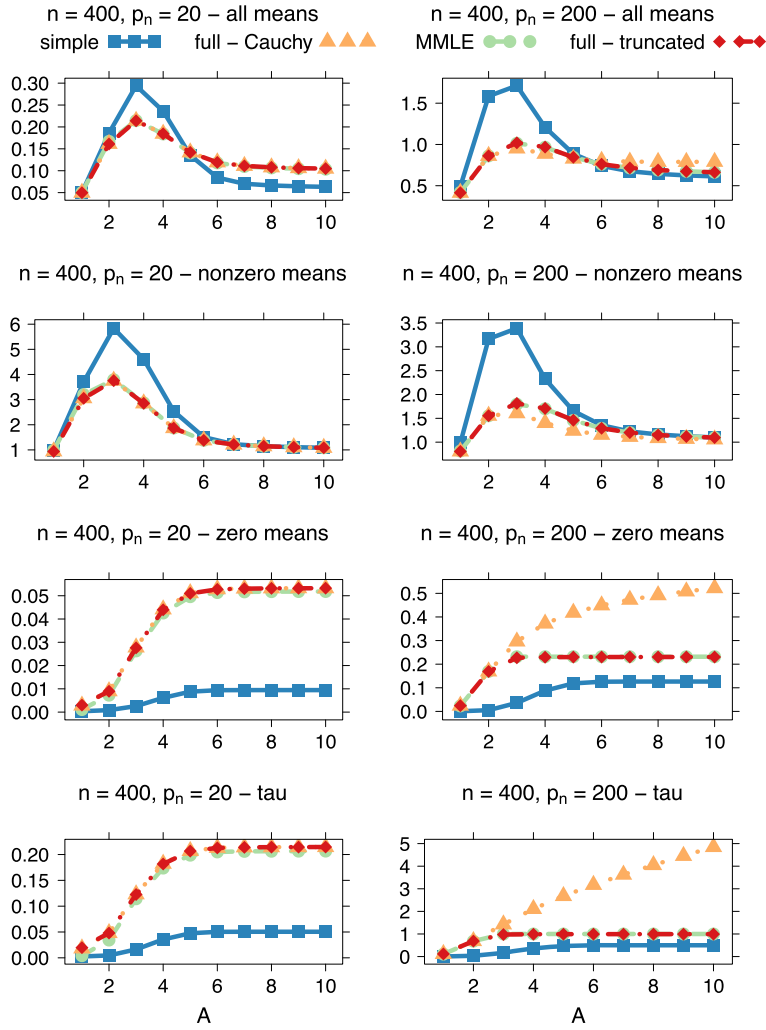 n = 400, pn = 20 − all means
n = 400, pn = 200 − all means
simple full − Cauchy MMLE full − truncated
0.30
0.25
0.20
0.15
0.10
0.05
2 4 6 8 10
1.5
1.0
0.5
2 4 6 8 10
n = 400, pn = 20 − nonzero means
n = 400, pn = 200 − nonzero means
6
5
4
3
2
1
2 4 6 8 10
3.5
3.0
2.5
2.0
1.5
1.0
2 4 6 8 10
n = 400, pn = 20 − zero means
n = 400, pn = 200 − zero means
0.05
0.04
0.03
0.02
0.01
0.00
2 4 6 8 10
0.5
0.4
0.3
0.2
0.1
0.0
2 4 6 8 10
n = 400, pn = 20 − tau
n = 400, pn = 200 − tau
0.20
0.15
0.10
0.05
0.00
2 4 6 8 10
A
5
4
3
2
1
0
2 4 6 8 10
A